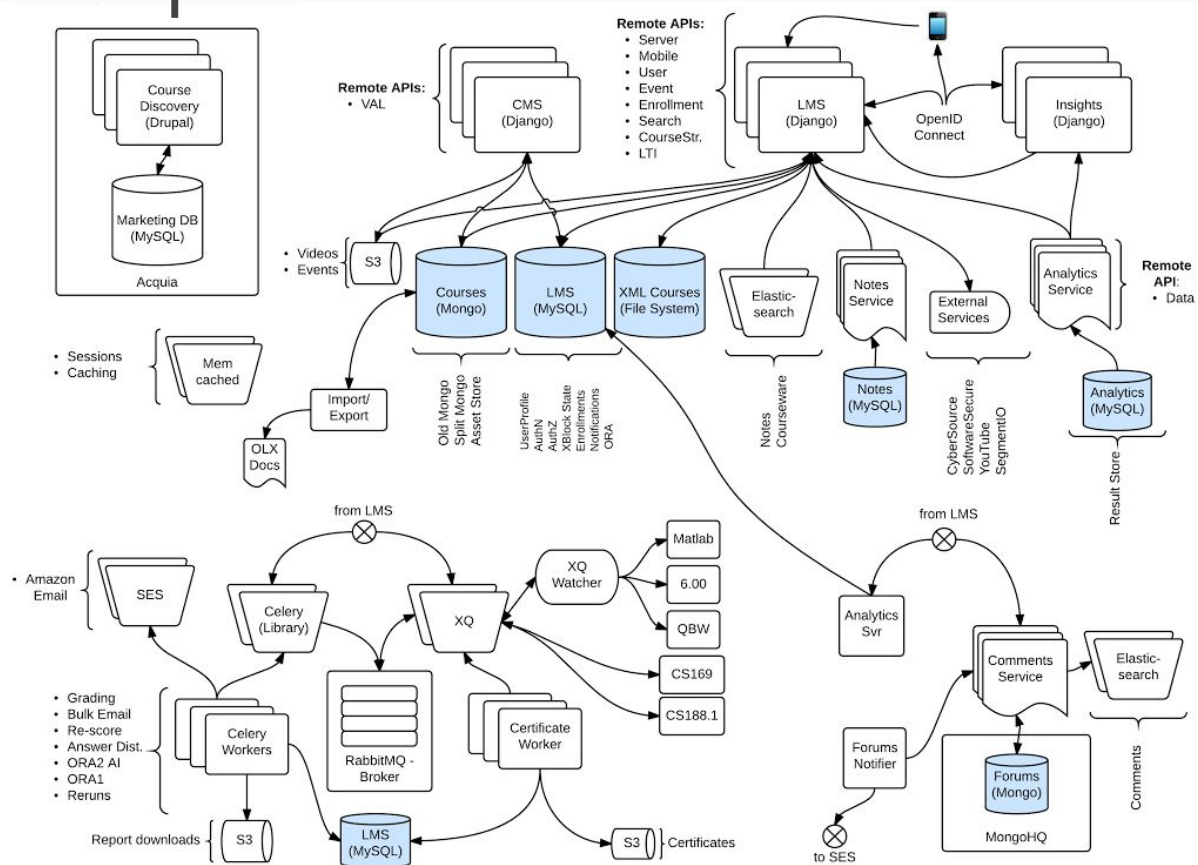 Course
Discovery
(Drupal)
Marketing DB
(MySQL)
Acquia
Remote APIs:
• VAL
CMS
(Django)
Remote APIs:
• Server
• Mobile
• User
• Event
• Enrollment
• Search
• CourseStr.
• LTI
LMS
(Django)
OpenID
Connect
Insights
(Django)
• Videos
• Events
S3
Courses
(Mongo)
LMS
(MySQL)
XML Courses
(File System)
Elastic-
search
Notes
Service
External
Services
Analytics
Service
Remote
API:
• Data
• Sessions
• Caching
Mem
cached
Import/
Export
OLX
Docs
Old Mongo
Split Mongo
Asset Store
UserProfile
AuthN
AuthZ
XBlock State
Enrollments
Notifications
ORA
Notes
Courseware
Notes
(MySQL)
CyberSource
SoftwareSecure
YouTube
SegmentIO
Analytics
(MySQL)
Result Store
from LMS
• Amazon
Email
SES
Celery
(Library)
XQ
XQ
Watcher
Matlab
6.00
QBW
CS169
CS188.1
• Grading
• Bulk Email
• Re-score
• Answer Dist.
• ORA2 AI
• ORA1
• Reruns
Celery
Workers
RabbitMQ -
Broker
Certificate
Worker
Report downloads
S3
LMS
(MySQL)
S3
Certificates
from LMS
Analytics
Svr
Comments
Service
Elastic-
search
Comments
Forums
Notifier
to SES
Forums
(Mongo)
MongoHQ